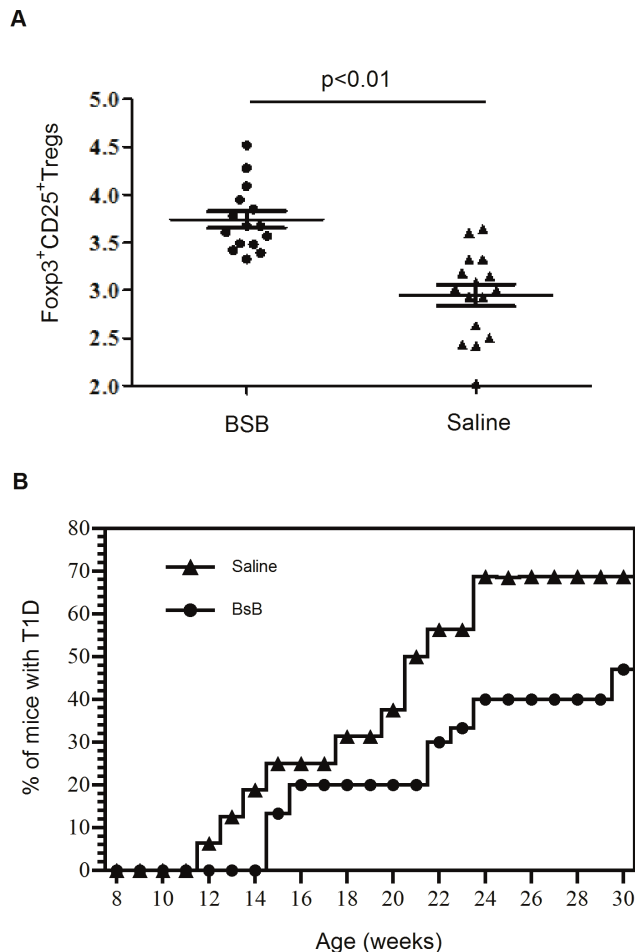 A
p<0.01
5.0
4.5
4.0
3.5
3.0
2.5
2.0
Foxp3⁺CD25⁺Tregs
BSB
Saline
B
80
70
60
50
40
30
20
10
0
% of mice with T1D
Saline
BsB
8 10 12 14 16 18 20 22 24 26 28 30
Age (weeks)